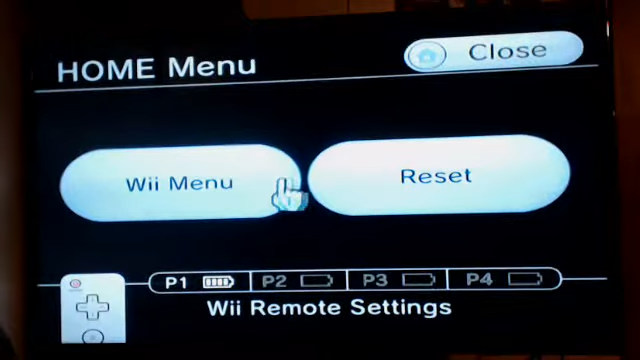 HOME Menu
Close
Wii Menu
Reset
P1 P2 P3 P4
Wii Remote Settings